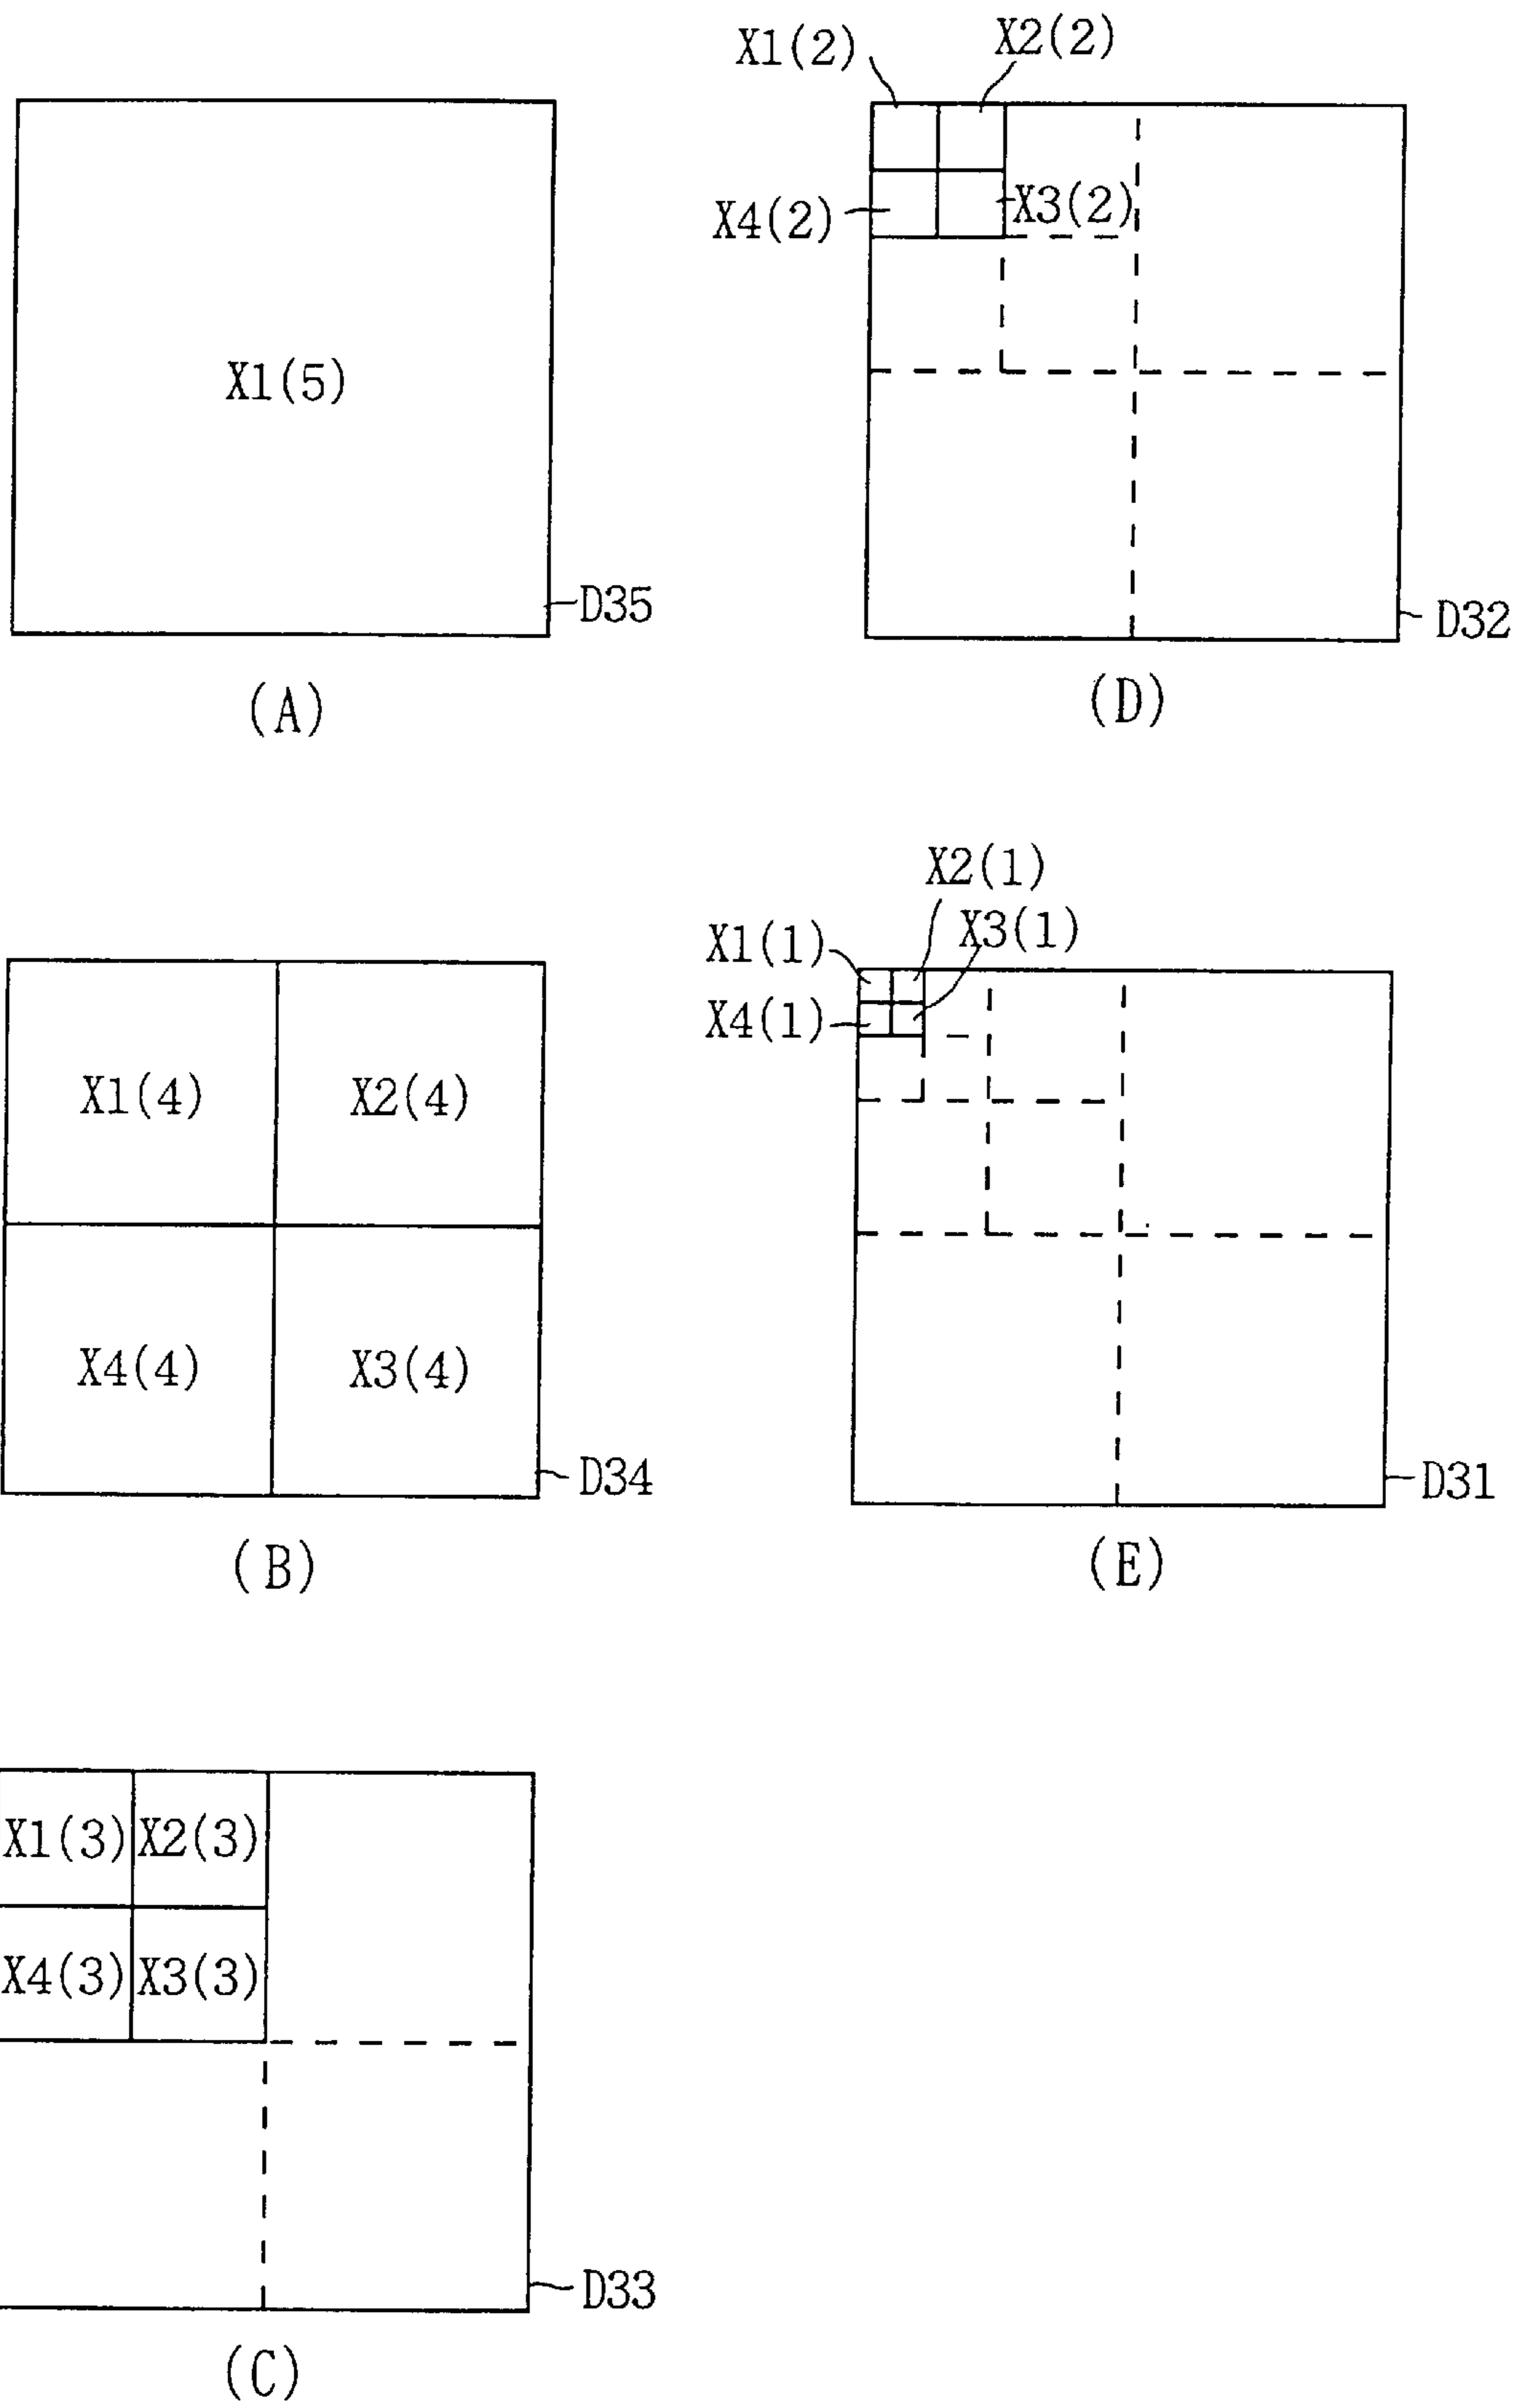 X1(5)
D35
(A)
X1(2)
X2(2)
X4(2)
X3(2)
D32
(D)
X1(4)
X2(4)
X4(4)
X3(4)
D34
(B)
X2(1)
X1(1)
X3(1)
X4(1)
D31
(E)
X1(3)
X2(3)
X4(3)
X3(3)
D33
(C)